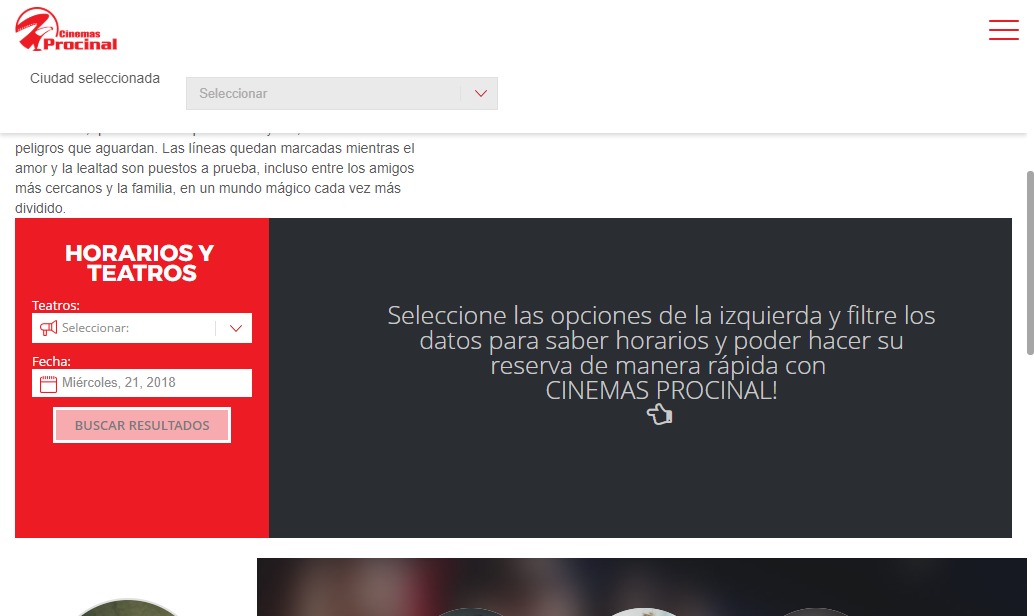 Cinemas
Procinal
Ciudad seleccionada
Seleccionar
peligros que aguardan. Las líneas quedan marcadas mientras el
amor y la lealtad son puestos a prueba, incluso entre los amigos
más cercanos y la familia, en un mundo mágico cada vez más
dividido.
HORARIOS Y
TEATROS
Teatros:
Seleccionar:
Fecha:
Miércoles, 21, 2018
BUSCAR RESULTADOS
Seleccione las opciones de la izquierda y filtre los
datos para saber horarios y poder hacer su
reserva de manera rápida con
CINEMAS PROCINAL!